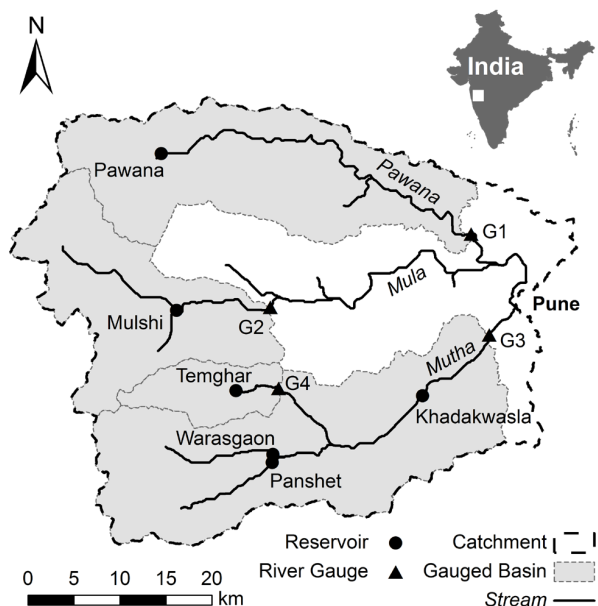 N
India
Pawana
Pawana
G1
Mula
Pune
Mulshi
G2
G3
Mutha
Temghar
G4
Khadakwasla
Warasgaon
Panshet
Reservoir
Catchment
River Gauge
Gauged Basin
Stream
0 5 10 15 20
km